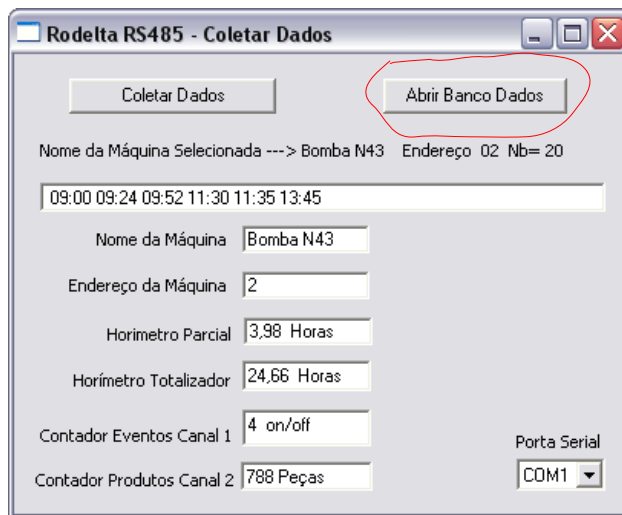 Rodelta RS485 - Coletar Dados
Coletar Dados Abrir Banco Dados
Nome da Máquina Selecionada ---> Bomba N43 Endereço 02 Nb= 20
09:00 09:24 09:52 11:30 11:35 13:45
Nome da Máquina Bomba N43
Endereço da Máquina 2
Horimetro Parcial 3,98 Horas
Horímetro Totalizador 24,66 Horas
Contador Eventos Canal 1 4 on/off
Porta Serial
Contador Produtos Canal 2 788 Peças COM1